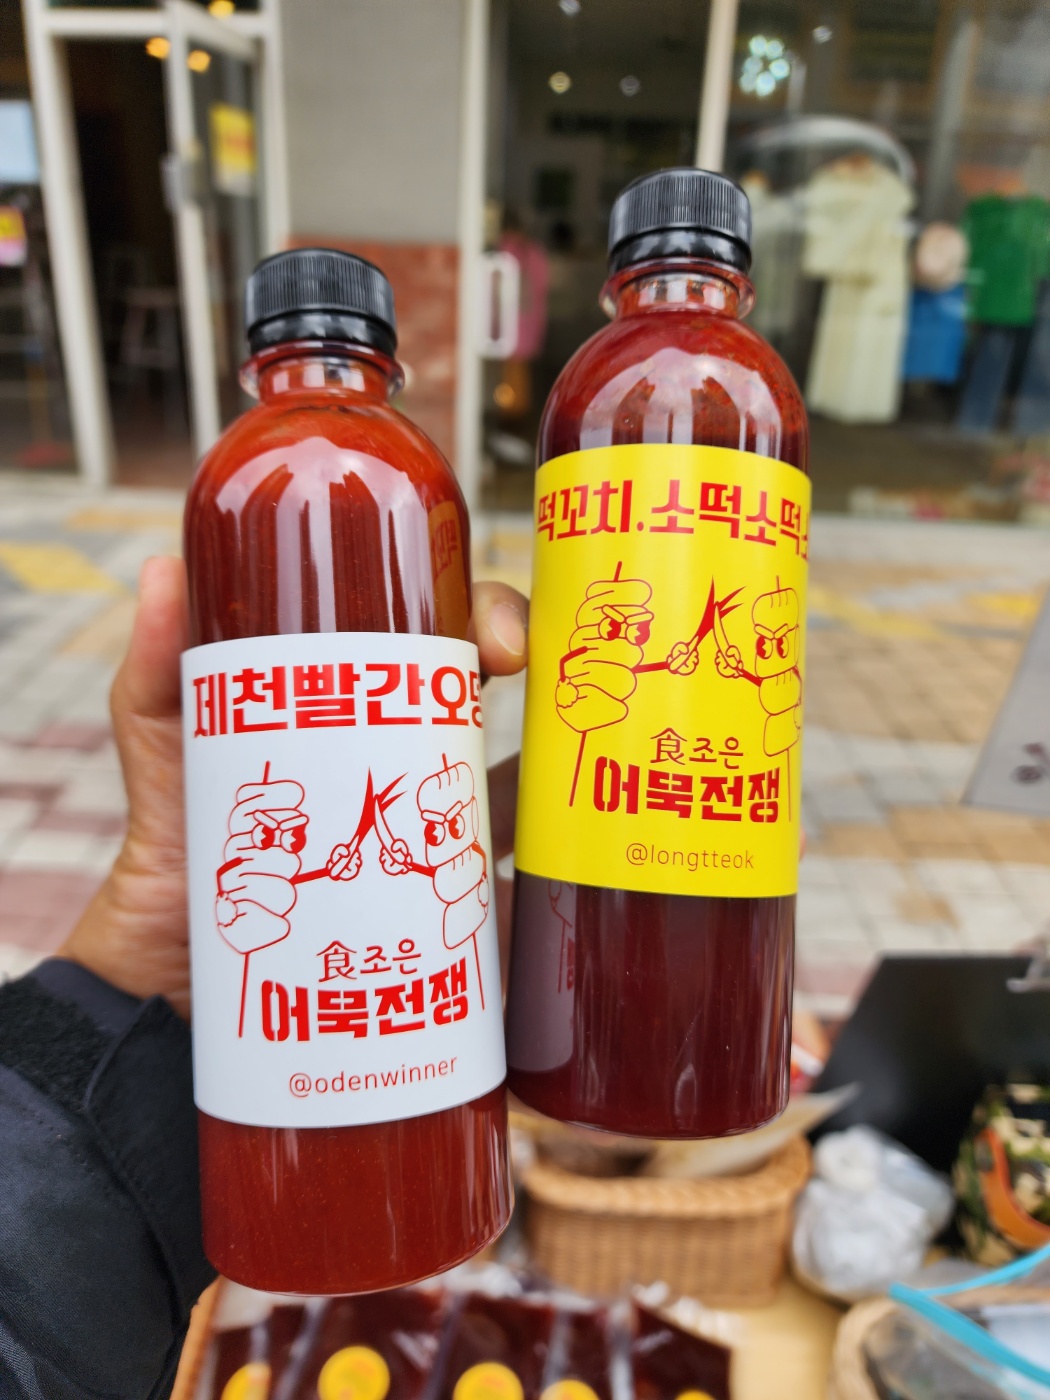 제천빨간오뎅
食조은
어묵전쟁
@odenwinner
떡꼬치.소떡소떡
食조은
어묵전쟁
@longtteok